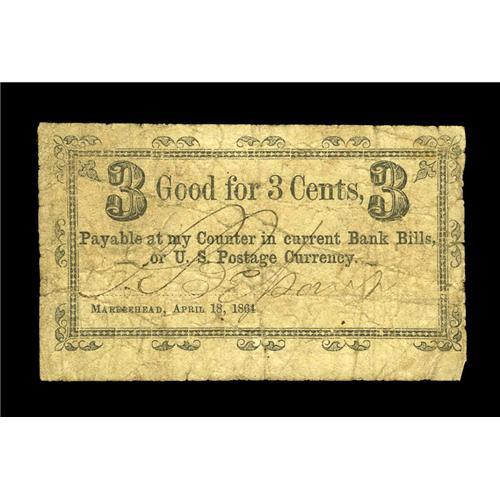 3 Good for 3 Cents, 3
Payable at my Counter in current Bank Bills,
or U. S. Postage Currency.
Marblehead, April 18, 1864